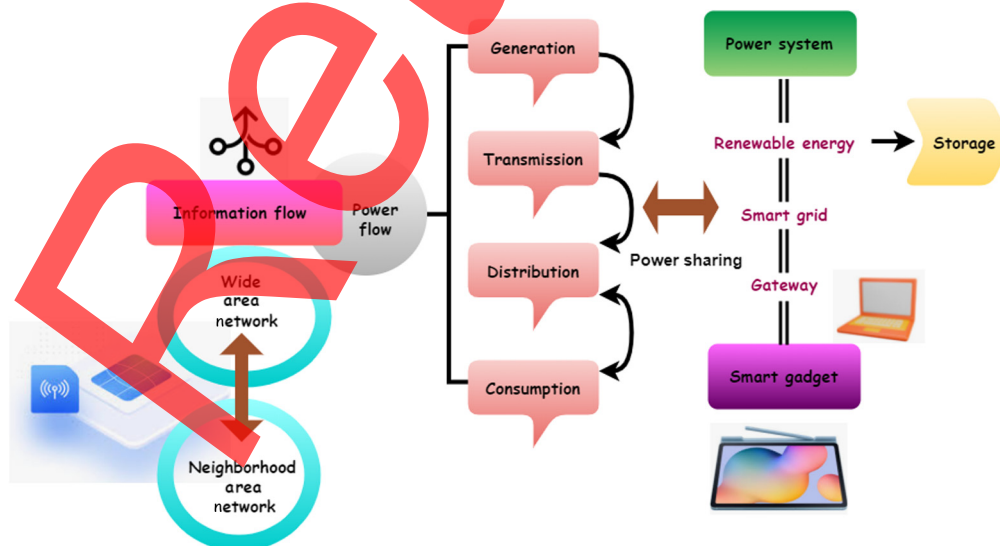 Generation
Transmission
Distribution
Consumption
Power system
Renewable energy
Storage
Smart grid
Power sharing
Gateway
Smart gadget
Information flow
Power
flow
Wide
area
network
Neighborhood
area
network